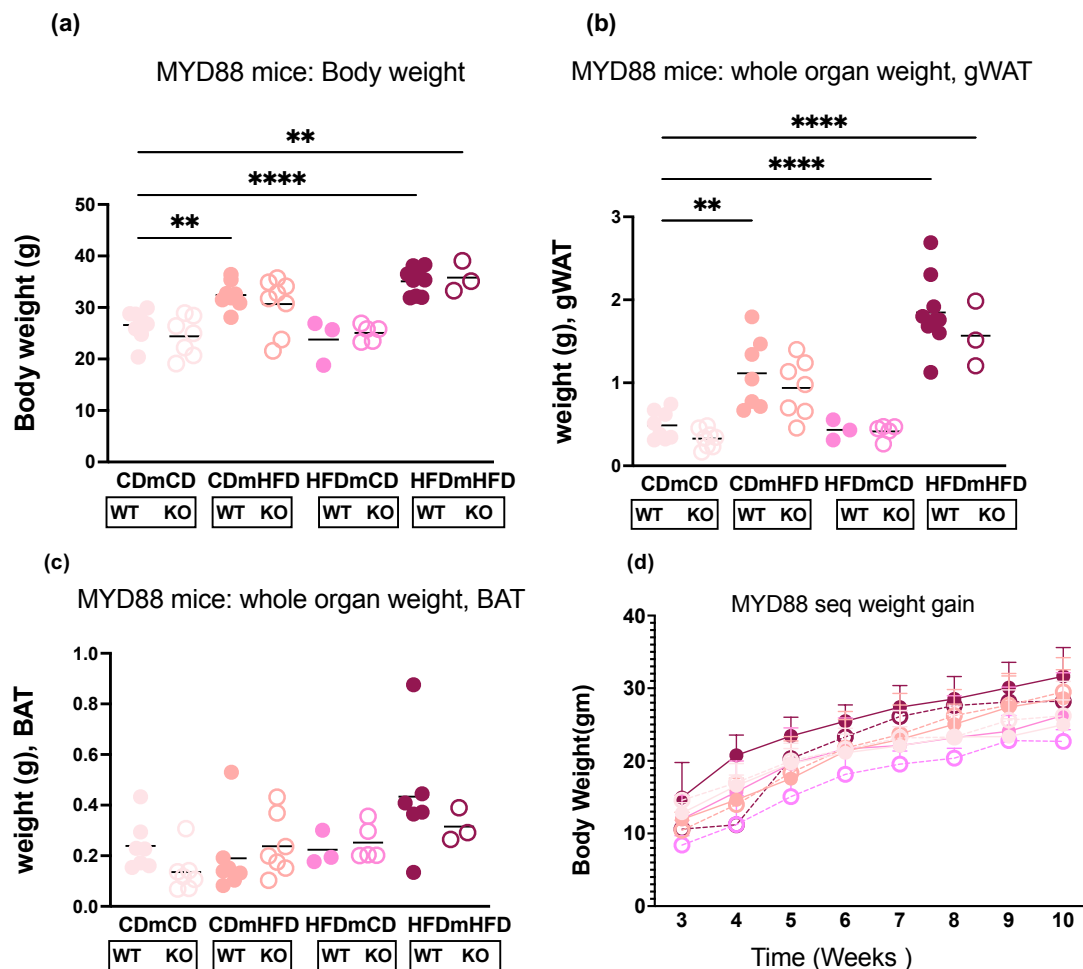 (a)
MYD88 mice: Body weight
**
****
**
Body weight (g)
50
40
30
20
10
0
CDmCD CDmHFD HFDmCD HFDmHFD
WT KO WT KO WT KO WT KO
(b)
MYD88 mice: whole organ weight, gWAT
****
****
**
weight (g), gWAT
3
2
1
0
CDmCD CDmHFD HFDmCD HFDmHFD
WT KO WT KO WT KO WT KO
(c)
MYD88 mice: whole organ weight, BAT
weight (g), BAT
1.0
0.8
0.6
0.4
0.2
0.0
CDmCD CDmHFD HFDmCD HFDmHFD
WT KO WT KO WT KO WT KO
(d)
MYD88 seq weight gain
Body Weight(gm)
40
30
20
10
0
3 4 5 6 7 8 9 10
Time (Weeks )